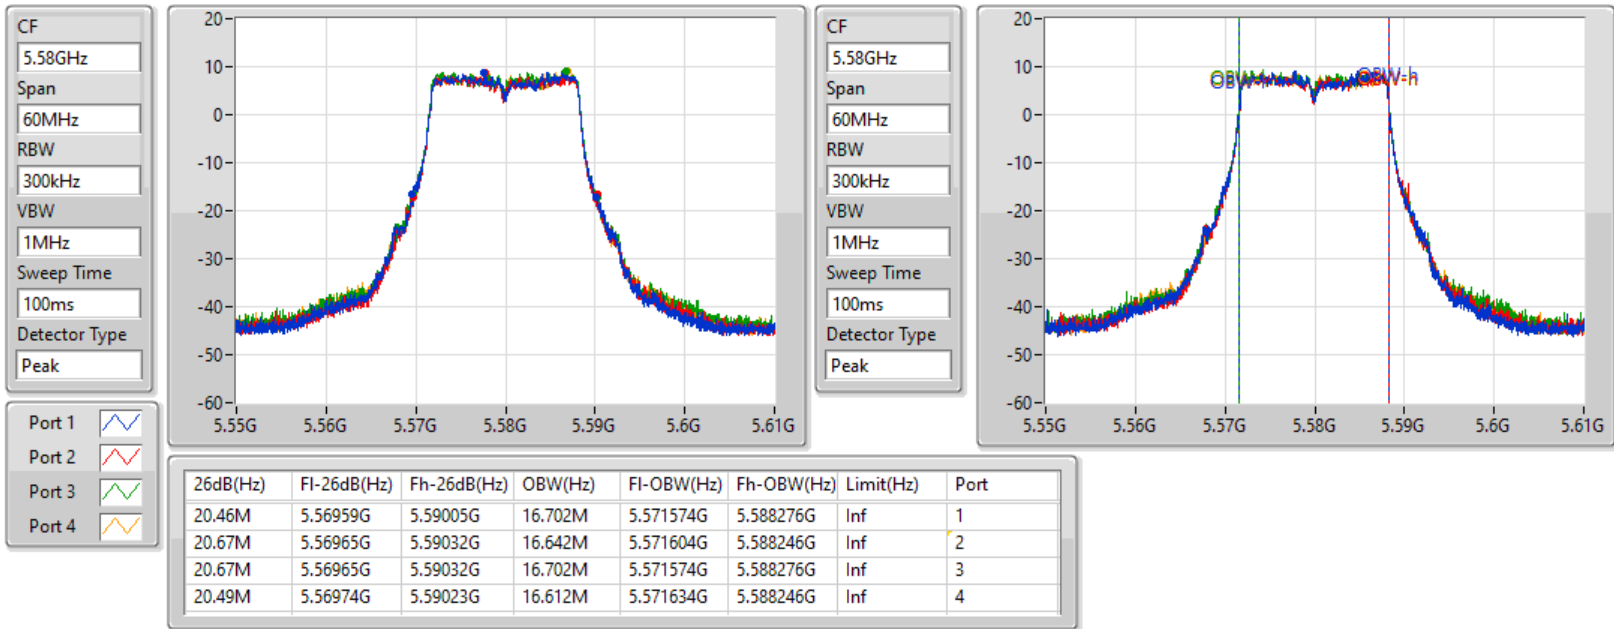 CF
5.58GHz
Span
60MHz
RBW
300kHz
VBW
1MHz
Sweep Time
100ms
Detector Type
Peak
20
10
0
-10
-20
-30
-40
-50
-60
5.55G 5.56G 5.57G 5.58G 5.59G 5.6G 5.61G
CF
5.58GHz
Span
60MHz
RBW
300kHz
VBW
1MHz
Sweep Time
100ms
Detector Type
Peak
20
10
0
-10
-20
-30
-40
-50
-60
OBW-h
5.55G 5.56G 5.57G 5.58G 5.59G 5.6G 5.61G
Port 1
Port 2
Port 3
Port 4
26dB(Hz) Fl-26dB(Hz) Fh-26dB(Hz) OBW(Hz) Fl-OBW(Hz) Fh-OBW(Hz) Limit(Hz) Port
20.46M 5.56959G 5.59005G 16.702M 5.571574G 5.588276G Inf 1
20.67M 5.56965G 5.59032G 16.642M 5.571604G 5.588246G Inf 2
20.67M 5.56965G 5.59032G 16.702M 5.571574G 5.588276G Inf 3
20.49M 5.56974G 5.59023G 16.612M 5.571634G 5.588246G Inf 4